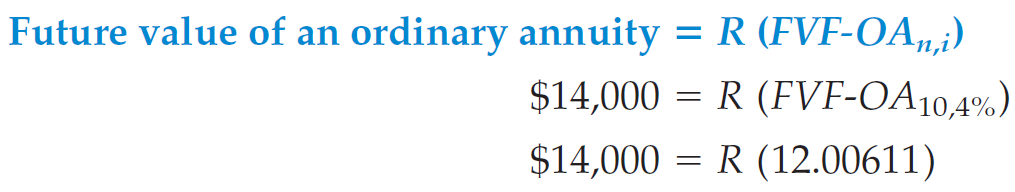 Future value of an ordinary annuity = R (FVF-OAn,i)
$14,000 = R (FVF-OA10,4%)
$14,000 = R (12.00611)